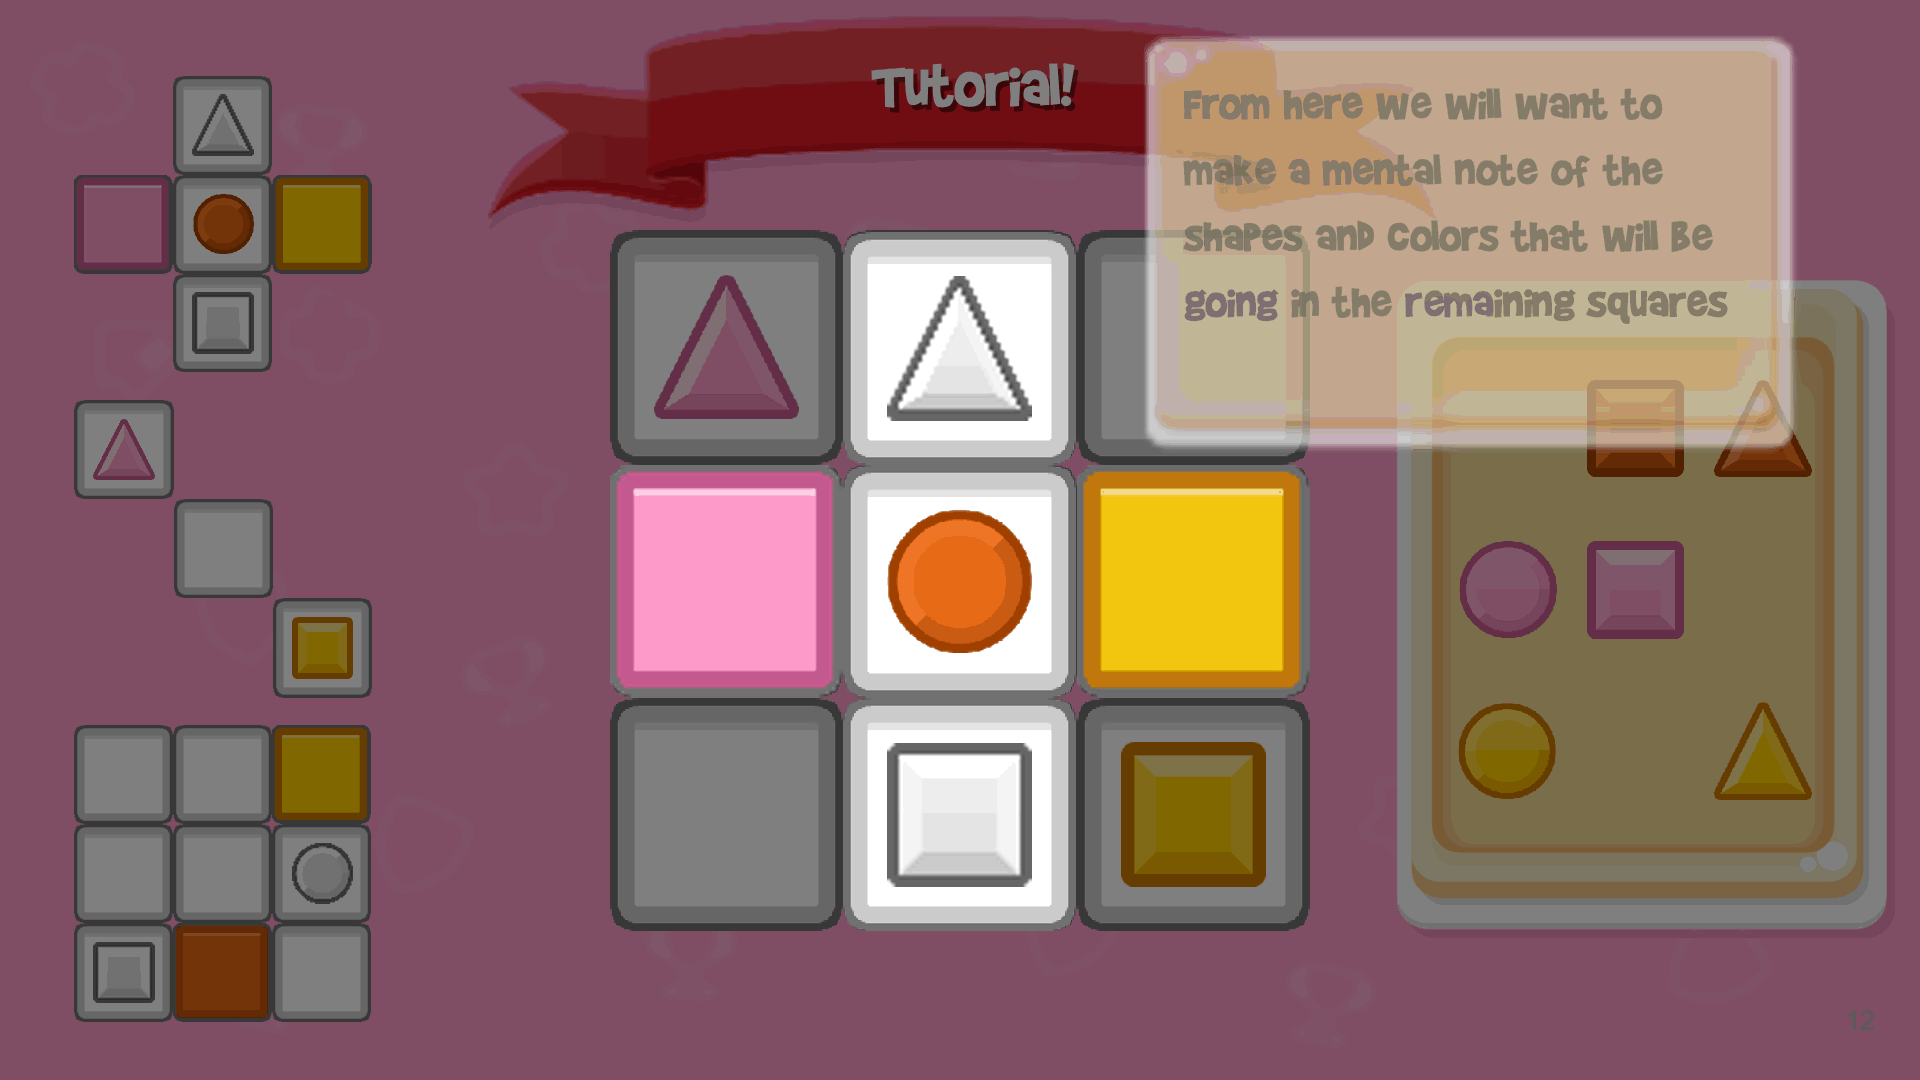 Tutorial!
From here we will want to
make a mental note of the
shapes and colors that will be
going in the remaining squares
12